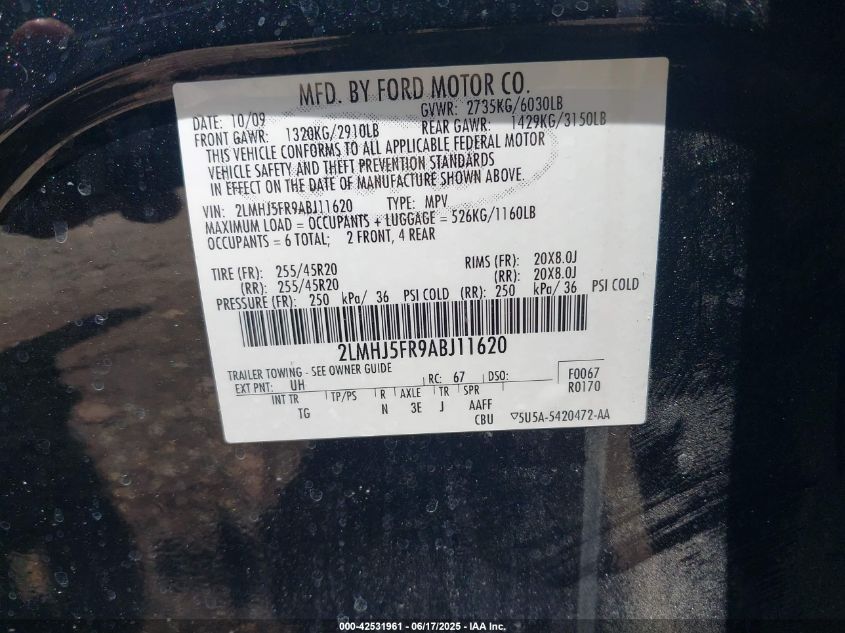 MFD. BY FORD MOTOR CO.
DATE: 10/09 GVWR: 2735KG/6030LB
FRONT GAWR: 1320KG/2910LB REAR GAWR: 1429KG/3150LB
THIS VEHICLE CONFORMS TO ALL APPLICABLE FEDERAL MOTOR
VEHICLE SAFETY AND THEFT PREVENTION STANDARDS
IN EFFECT ON THE DATE OF MANUFACTURE SHOWN ABOVE.
VIN: 2LMHJ5FR9ABJ11620 TYPE: MPV
MAXIMUM LOAD = OCCUPANTS + LUGGAGE = 526KG/1160LB
OCCUPANTS = 6 TOTAL; 2 FRONT, 4 REAR
TIRE (FR): 255/45R20 RIMS (FR): 20X8.0J
(RR): 255/45R20 (RR): 20X8.0J
PRESSURE (FR): 250 kPa/ 36 PSI COLD (RR): 250 kPa/ 36 PSI COLD
2LMHJ5FR9ABJ11620
TRAILER TOWING - SEE OWNER GUIDE
EXT PNT: UH RC: 67 DSO: F0067
R0170
INT TR TP/PS R AXLE TR SPR
TG N 3E J AAFF
CBU ▽5U5A-5420472-AA
000-42531961 - 06/17/2025 - IAA Inc.